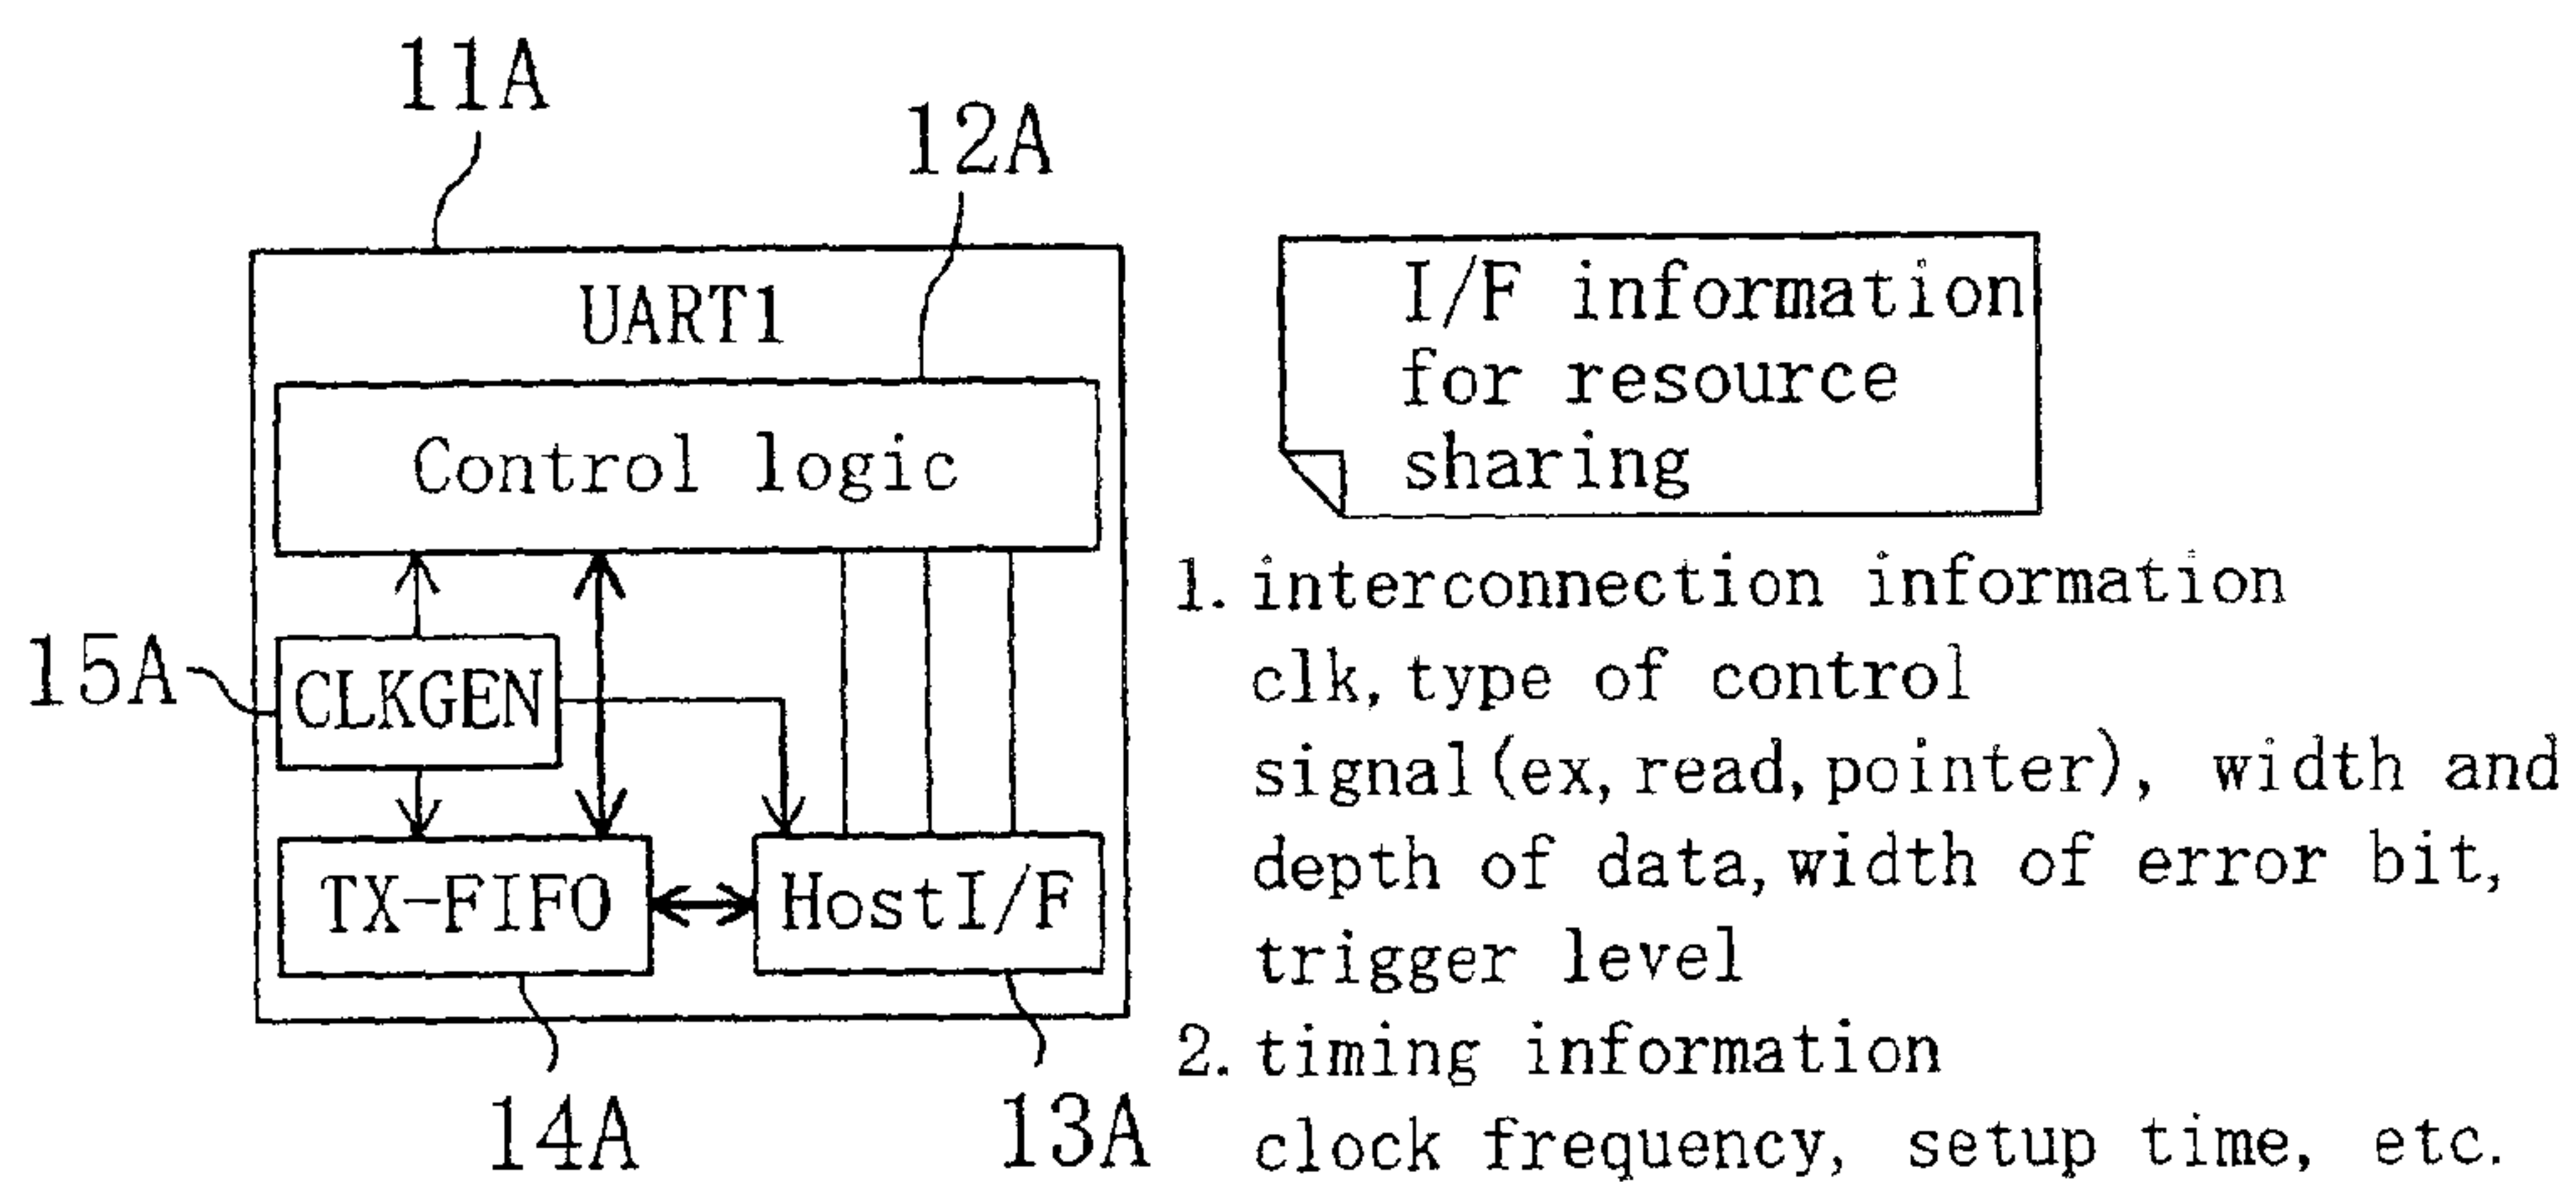 11A
12A
UART1
Control logic
15A
CLKGEN
TX-FIFO
HostI/F
14A
13A
I/F information
for resource
sharing
1. interconnection information
clk, type of control
signal(ex, read, pointer), width and
depth of data, width of error bit,
trigger level
2. timing information
clock frequency, setup time, etc.